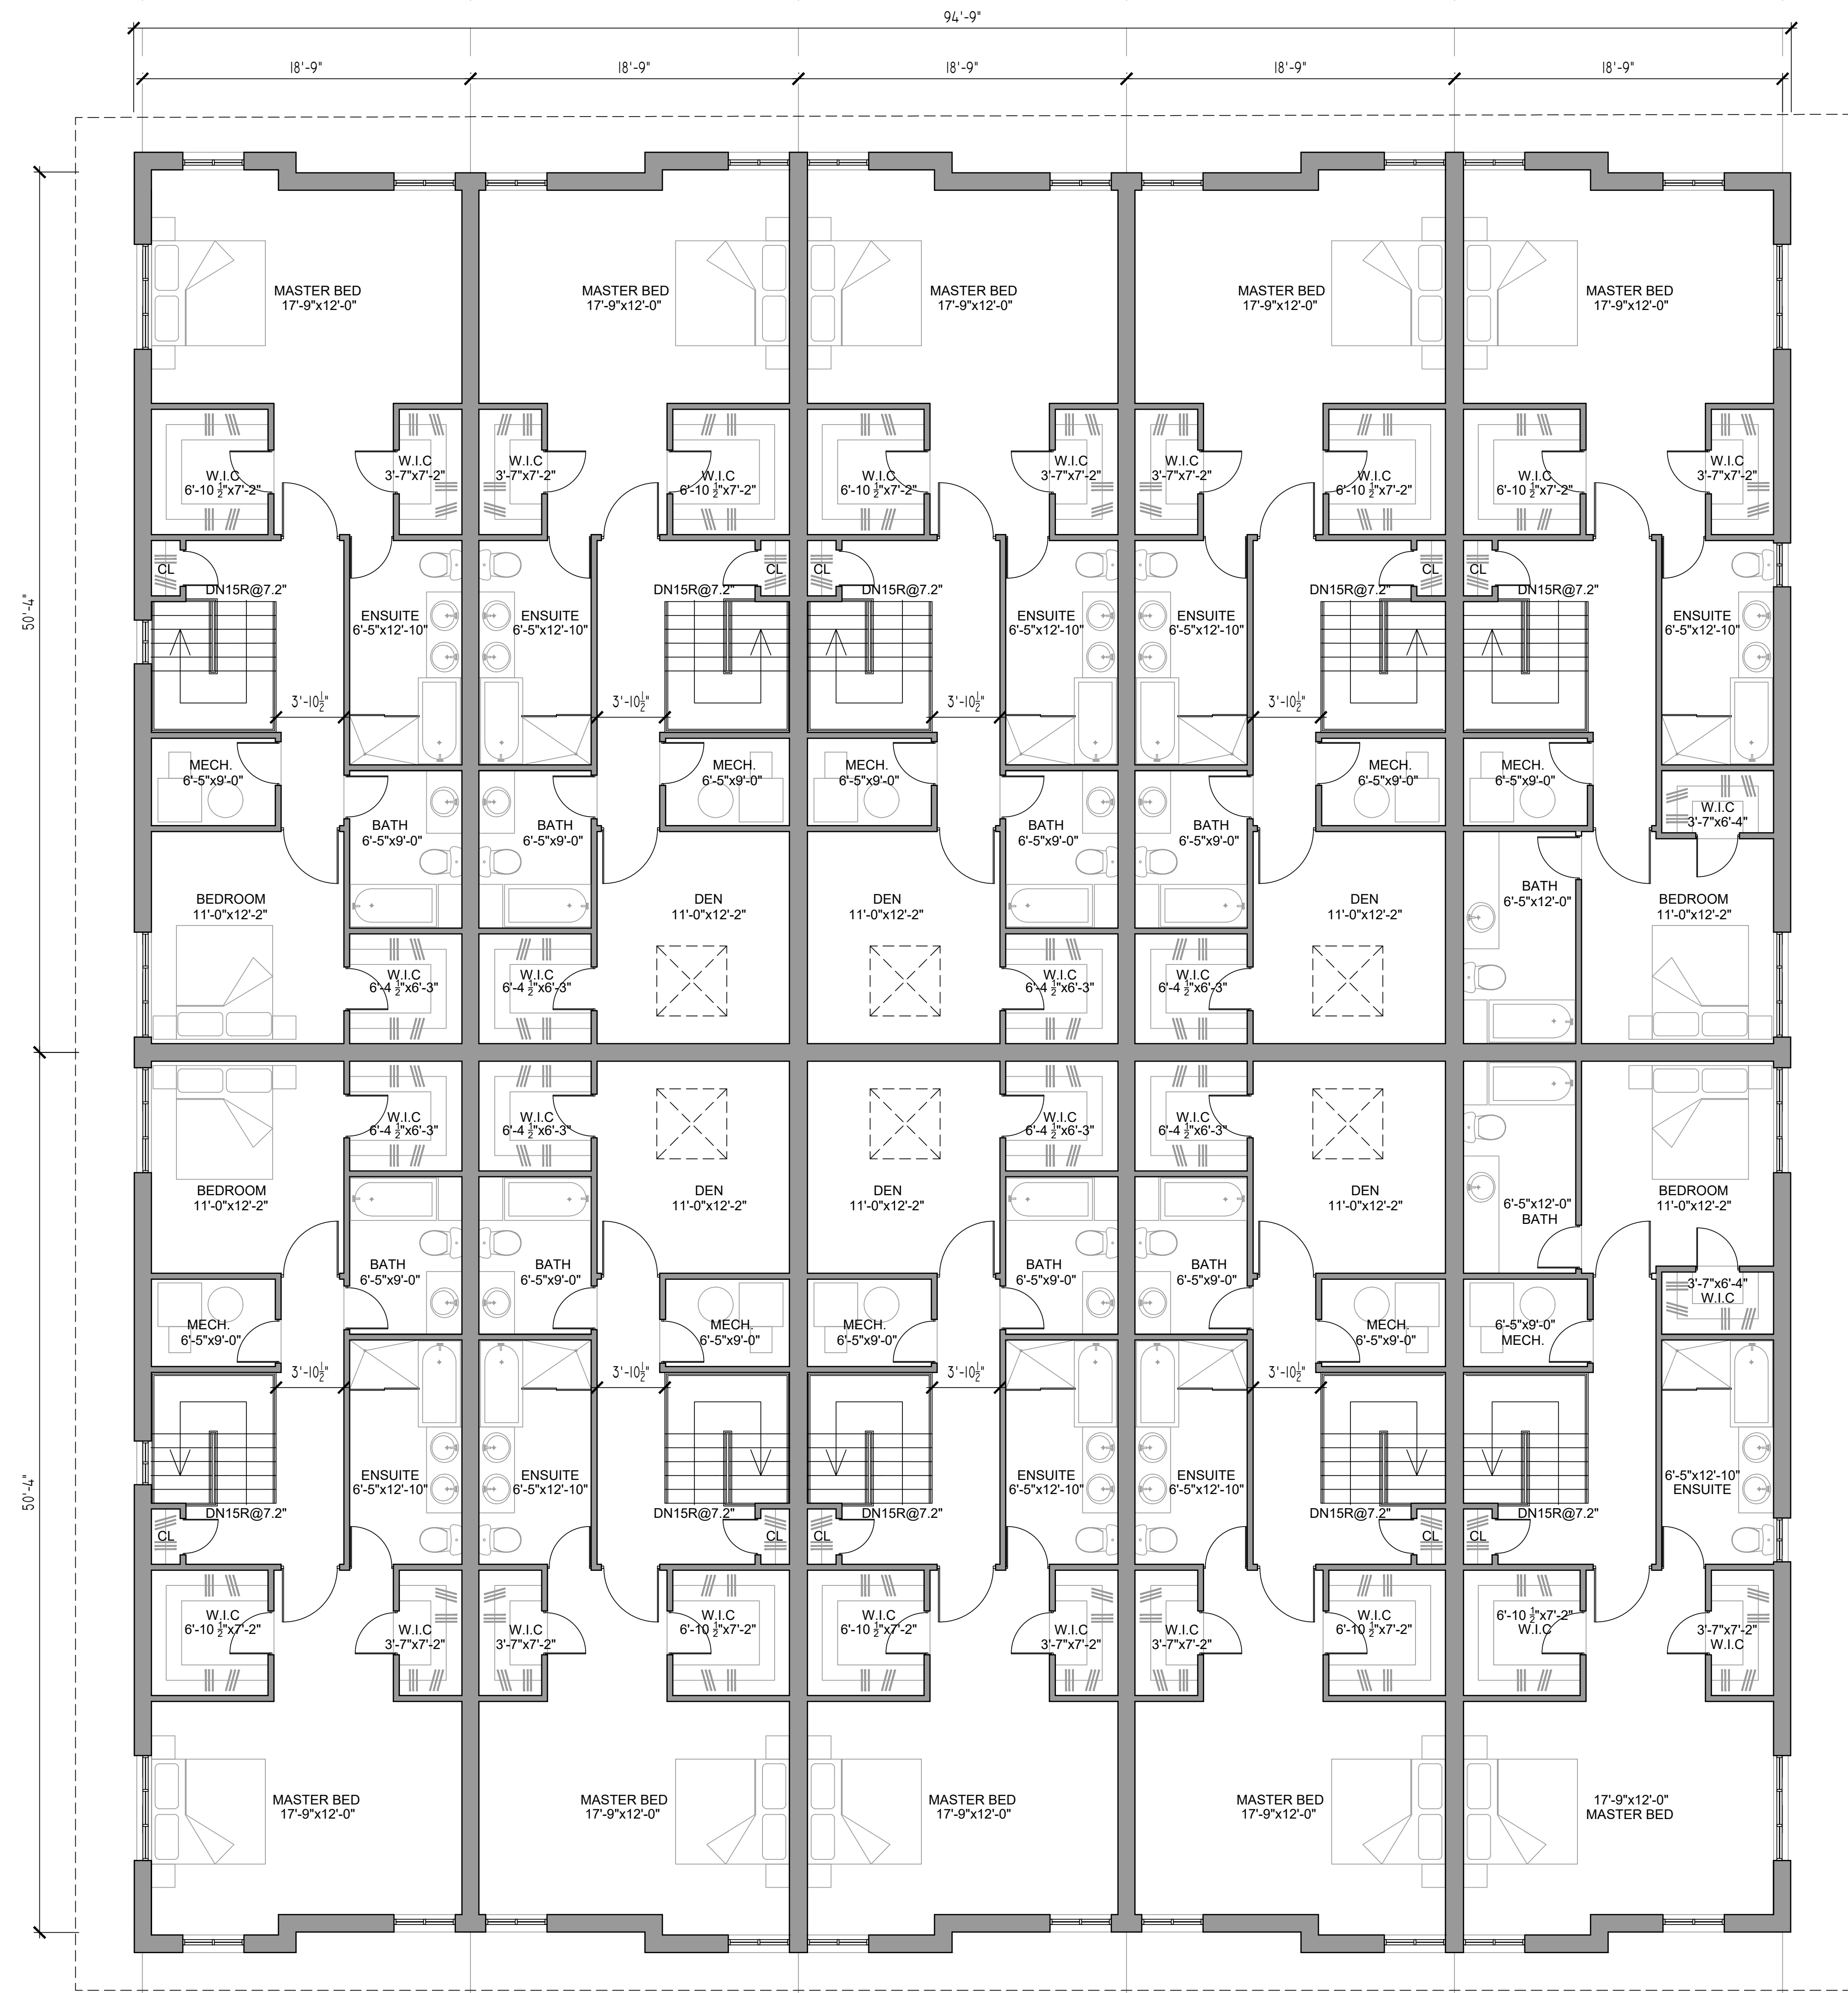 94'-9"
18'-9"
18'-9"
18'-9"
18'-9"
18'-9"
50'-4"
50'-4"
MASTER BED
17'-9"x12'-0"
MASTER BED
17'-9"x12'-0"
MASTER BED
17'-9"x12'-0"
MASTER BED
17'-9"x12'-0"
MASTER BED
17'-9"x12'-0"
W.I.C
6'-10 1/2"x7'-2"
W.I.C
3'-7"x7'-2"
W.I.C
3'-7"x7'-2"
W.I.C
6'-10 1/2"x7'-2"
W.I.C
6'-10 1/2"x7'-2"
W.I.C
3'-7"x7'-2"
W.I.C
3'-7"x7'-2"
W.I.C
6'-10 1/2"x7'-2"
W.I.C
6'-10 1/2"x7'-2"
W.I.C
3'-7"x7'-2"
CL
CL
CL
CL
CL
DN15R@7.2"
DN15R@7.2"
DN15R@7.2"
DN15R@7.2"
DN15R@7.2"
ENSUITE
6'-5"x12'-10"
ENSUITE
6'-5"x12'-10"
ENSUITE
6'-5"x12'-10"
ENSUITE
6'-5"x12'-10"
ENSUITE
6'-5"x12'-10"
3'-10 1/2"
3'-10 1/2"
3'-10 1/2"
3'-10 1/2"
MECH.
6'-5"x9'-0"
MECH.
6'-5"x9'-0"
MECH.
6'-5"x9'-0"
MECH.
6'-5"x9'-0"
MECH.
6'-5"x9'-0"
W.I.C
3'-7"x6'-4"
BATH
6'-5"x9'-0"
BATH
6'-5"x9'-0"
BATH
6'-5"x9'-0"
BATH
6'-5"x9'-0"
BATH
6'-5"x12'-0"
BEDROOM
11'-0"x12'-2"
DEN
11'-0"x12'-2"
DEN
11'-0"x12'-2"
DEN
11'-0"x12'-2"
BEDROOM
11'-0"x12'-2"
W.I.C
6'-4 1/2"x6'-3"
W.I.C
6'-4 1/2"x6'-3"
W.I.C
6'-4 1/2"x6'-3"
W.I.C
6'-4 1/2"x6'-3"
W.I.C
6'-4 1/2"x6'-3"
W.I.C
6'-4 1/2"x6'-3"
W.I.C
6'-4 1/2"x6'-3"
W.I.C
6'-4 1/2"x6'-3"
BEDROOM
11'-0"x12'-2"
DEN
11'-0"x12'-2"
DEN
11'-0"x12'-2"
DEN
11'-0"x12'-2"
6'-5"x12'-0"
BATH
BEDROOM
11'-0"x12'-2"
BATH
6'-5"x9'-0"
BATH
6'-5"x9'-0"
BATH
6'-5"x9'-0"
BATH
6'-5"x9'-0"
3'-7"x6'-4"
W.I.C
MECH.
6'-5"x9'-0"
MECH.
6'-5"x9'-0"
MECH.
6'-5"x9'-0"
MECH.
6'-5"x9'-0"
6'-5"x9'-0"
MECH.
3'-10 1/2"
3'-10 1/2"
3'-10 1/2"
3'-10 1/2"
ENSUITE
6'-5"x12'-10"
ENSUITE
6'-5"x12'-10"
ENSUITE
6'-5"x12'-10"
ENSUITE
6'-5"x12'-10"
6'-5"x12'-10"
ENSUITE
DN15R@7.2"
DN15R@7.2"
DN15R@7.2"
DN15R@7.2"
DN15R@7.2"
CL
CL
CL
CL
CL
W.I.C
6'-10 1/2"x7'-2"
W.I.C
3'-7"x7'-2"
W.I.C
3'-7"x7'-2"
W.I.C
6'-10 1/2"x7'-2"
W.I.C
6'-10 1/2"x7'-2"
W.I.C
3'-7"x7'-2"
W.I.C
3'-7"x7'-2"
W.I.C
6'-10 1/2"x7'-2"
6'-10 1/2"x7'-2"
W.I.C
3'-7"x7'-2"
W.I.C
MASTER BED
17'-9"x12'-0"
MASTER BED
17'-9"x12'-0"
MASTER BED
17'-9"x12'-0"
MASTER BED
17'-9"x12'-0"
17'-9"x12'-0"
MASTER BED